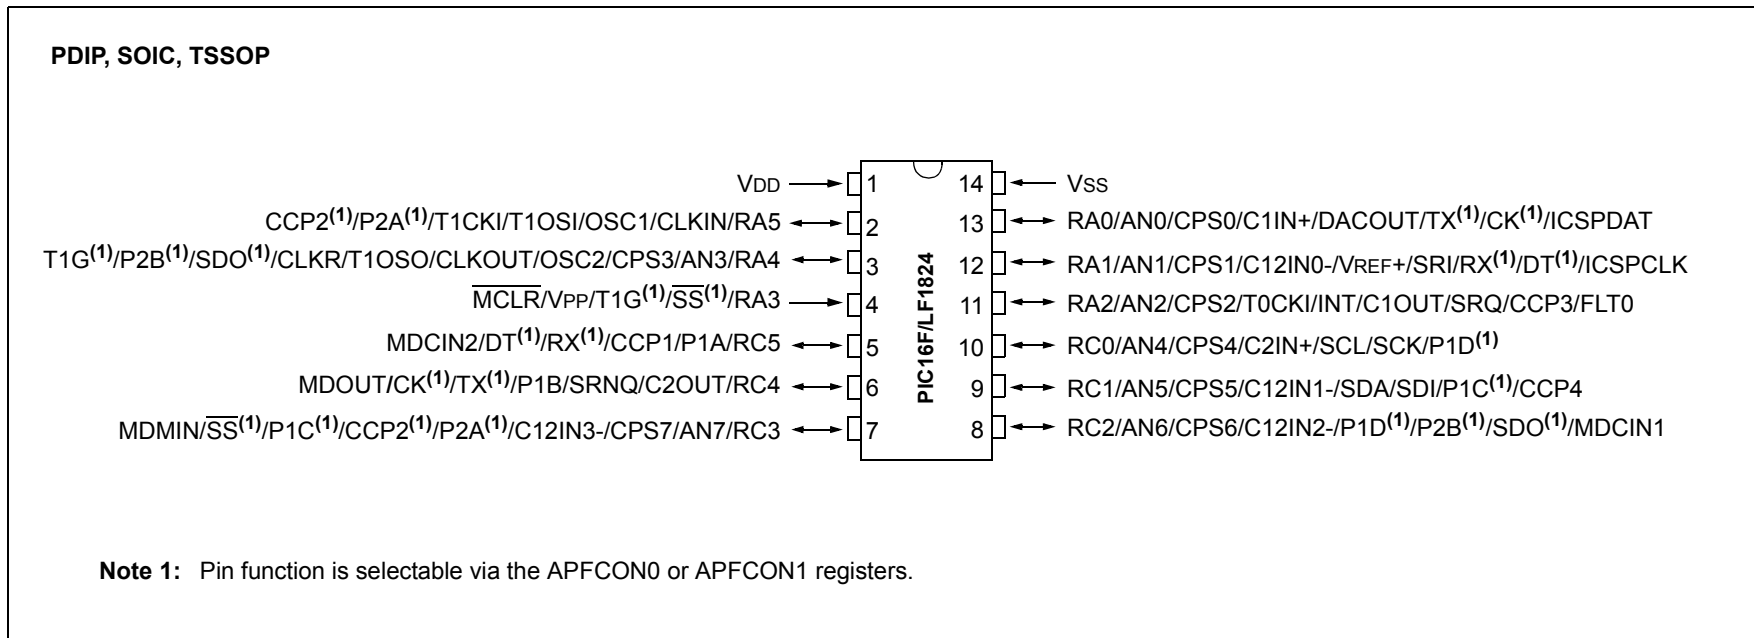 PDIP, SOIC, TSSOP
VDD 1 14 VSS
CCP2(1)/P2A(1)/T1CKI/T1OSI/OSC1/CLKIN/RA5 2 13 RA0/AN0/CPS0/C1IN+/DACOUT/TX(1)/CK(1)/ICSPDAT
T1G(1)/P2B(1)/SDO(1)/CLKR/T1OSO/CLKOUT/OSC2/CPS3/AN3/RA4 3 12 RA1/AN1/CPS1/C12IN0-/VREF+/SRI/RX(1)/DT(1)/ICSPCLK
MCLR/VPP/T1G(1)/SS(1)/RA3 4 11 RA2/AN2/CPS2/T0CKI/INT/C1OUT/SRQ/CCP3/FLT0
MDCIN2/DT(1)/RX(1)/CCP1/P1A/RC5 5 10 RC0/AN4/CPS4/C2IN+/SCL/SCK/P1D(1)
MDOUT/CK(1)/TX(1)/P1B/SRNQ/C2OUT/RC4 6 9 RC1/AN5/CPS5/C12IN1-/SDA/SDI/P1C(1)/CCP4
MDMIN/SS(1)/P1C(1)/CCP2(1)/P2A(1)/C12IN3-/CPS7/AN7/RC3 7 8 RC2/AN6/CPS6/C12IN2-/P1D(1)/P2B(1)/SDO(1)/MDCIN1
PIC16F/LF1824
Note 1: Pin function is selectable via the APFCON0 or APFCON1 registers.